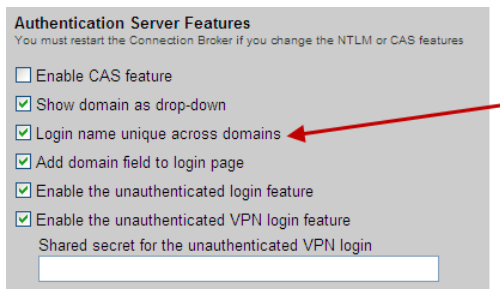 Authentication Server Features
You must restart the Connection Broker if you change the NTLM or CAS features
Enable CAS feature
Show domain as drop-down
Login name unique across domains
Add domain field to login page
Enable the unauthenticated login feature
Enable the unauthenticated VPN login feature
Shared secret for the unauthenticated VPN login